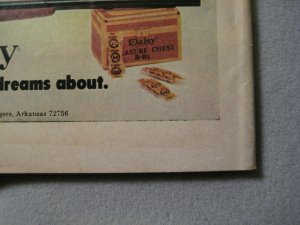 y
Daisy
ASURE CHEST
B·BS
dreams about.
gers, Arkansas 72756